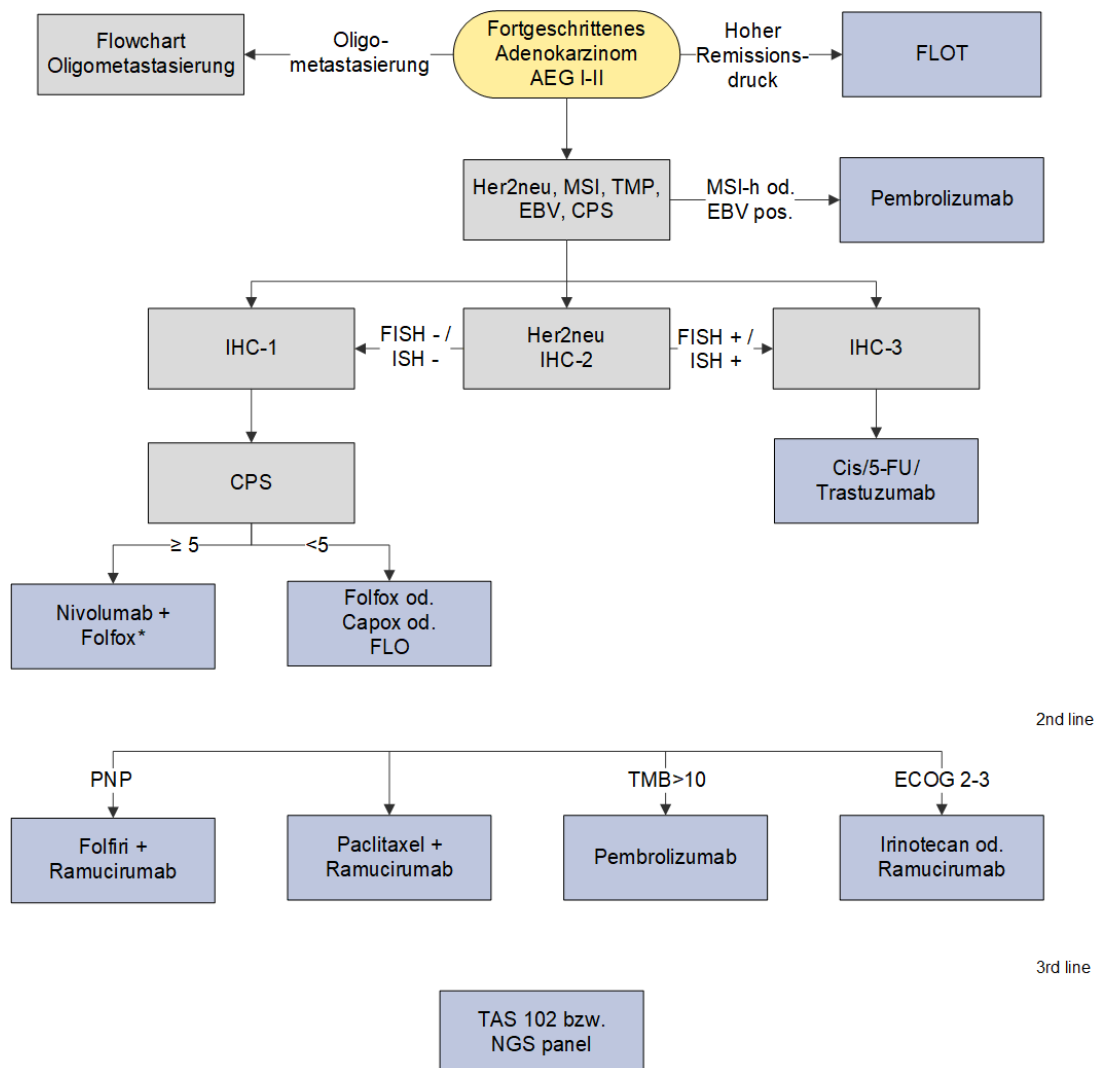 Flowchart
Oligometastasierung
Oligo-
metastasierung
Fortgeschrittenes
Adenokarzinom
AEG I-II
Hoher
Remissions-
druck
FLOT
Her2neu, MSI, TMP,
EBV, CPS
MSI-h od.
EBV pos.
Pembrolizumab
IHC-1
FISH - /
ISH -
Her2neu
IHC-2
FISH + /
ISH +
IHC-3
CPS
Cis/5-FU/
Trastuzumab
≥ 5
<5
Nivolumab +
Folfox*
Folfox od.
Capox od.
FLO
2nd line
PNP
TMB>10
ECOG 2-3
Folfiri +
Ramucirumab
Paclitaxel +
Ramucirumab
Pembrolizumab
Irinotecan od.
Ramucirumab
3rd line
TAS 102 bzw.
NGS panel